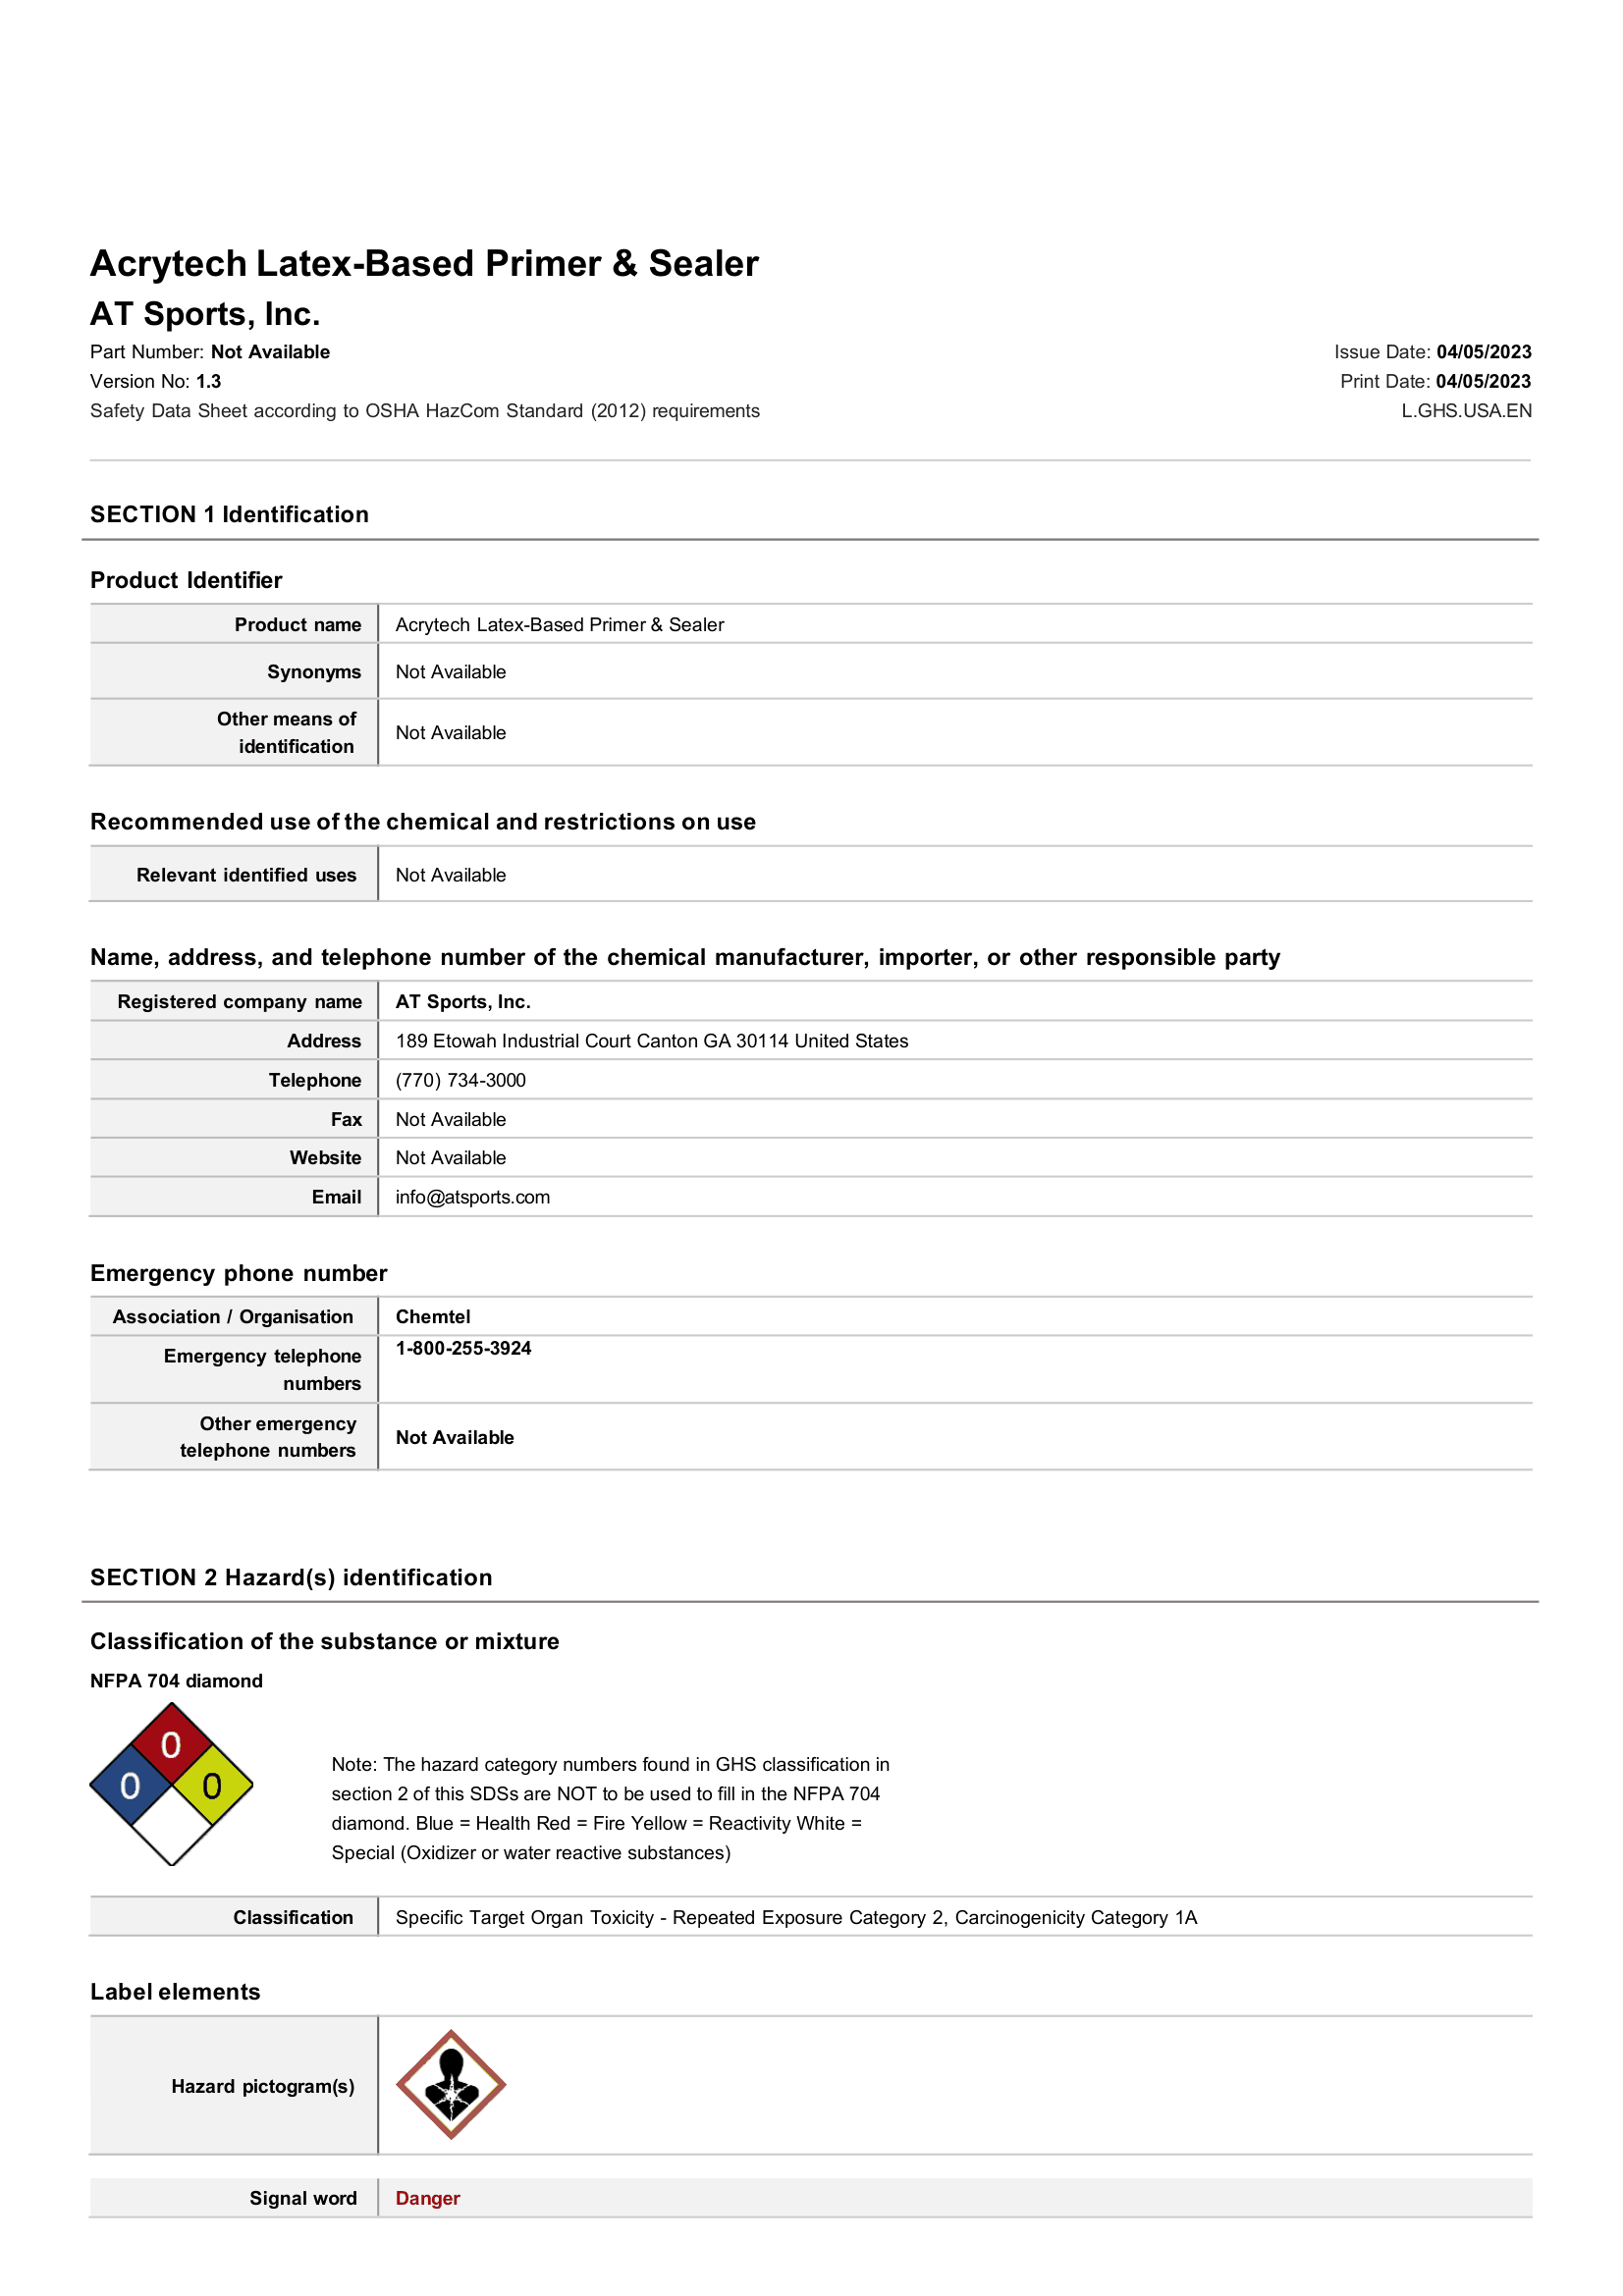 Acrytech Latex-Based Primer & Sealer
AT Sports, Inc.
Part Number: Not Available
Issue Date: 04/05/2023
Version No: 1.3
Print Date: 04/05/2023
Safety Data Sheet according to OSHA HazCom Standard (2012) requirements
L.GHS.USA.EN
SECTION 1 Identification
Product Identifier
Product name Acrytech Latex-Based Primer & Sealer
Synonyms Not Available
Other means of
identification
Not Available
Recommended use of the chemical and restrictions on use
Relevant identified uses Not Available
Name, address, and telephone number of the chemical manufacturer, importer, or other responsible party
Registered company name AT Sports, Inc.
Address 189 Etowah Industrial Court Canton GA 30114 United States
Telephone (770) 734-3000
Fax Not Available
Website Not Available
Email info@atsports.com
Emergency phone number
Association / Organisation Chemtel
Emergency telephone
numbers
1-800-255-3924
Other emergency
telephone numbers
Not Available
SECTION 2 Hazard(s) identification
Classification of the substance or mixture
NFPA 704 diamond
0
0 0
Note: The hazard category numbers found in GHS classification in
section 2 of this SDSs are NOT to be used to fill in the NFPA 704
diamond. Blue = Health Red = Fire Yellow = Reactivity White =
Special (Oxidizer or water reactive substances)
Classification Specific Target Organ Toxicity - Repeated Exposure Category 2, Carcinogenicity Category 1A
Label elements
Hazard pictogram(s)
Signal word Danger